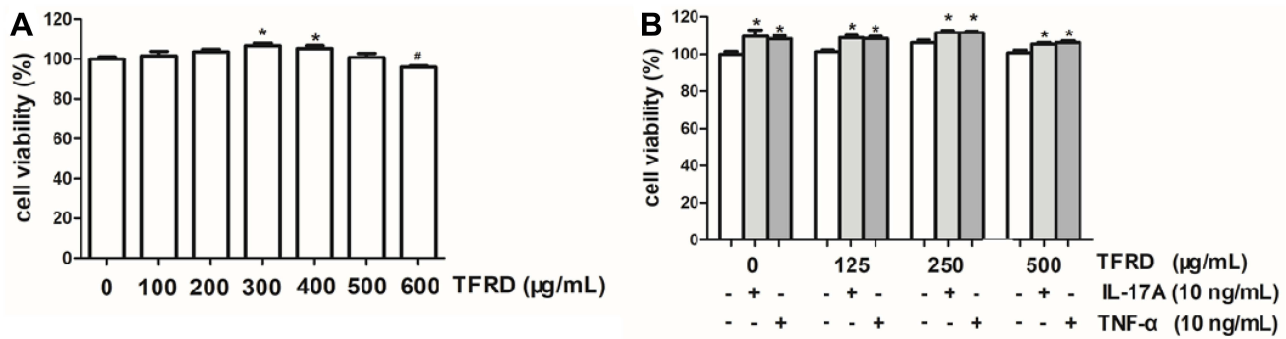 A
cell viability (%)
120
100
80
60
40
20
0
* * #
0 100 200 300 400 500 600 TFRD (µg/mL)
B
cell viability (%)
120
100
80
60
40
20
0
* * * * * * * *
0 125 250 500 TFRD (µg/mL)
- + - - + - - + - - + - IL-17A (10 ng/mL)
- - + - - + - - + - - + TNF-α (10 ng/mL)